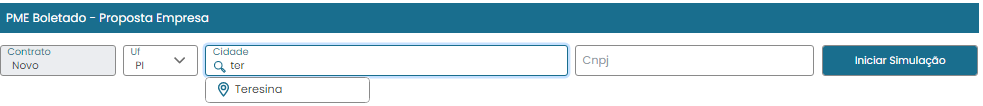 PME Boletado - Proposta Empresa
Contrato
Novo
Uf
PI
Cidade
ter
Cnpj
Iniciar Simulação
Teresina